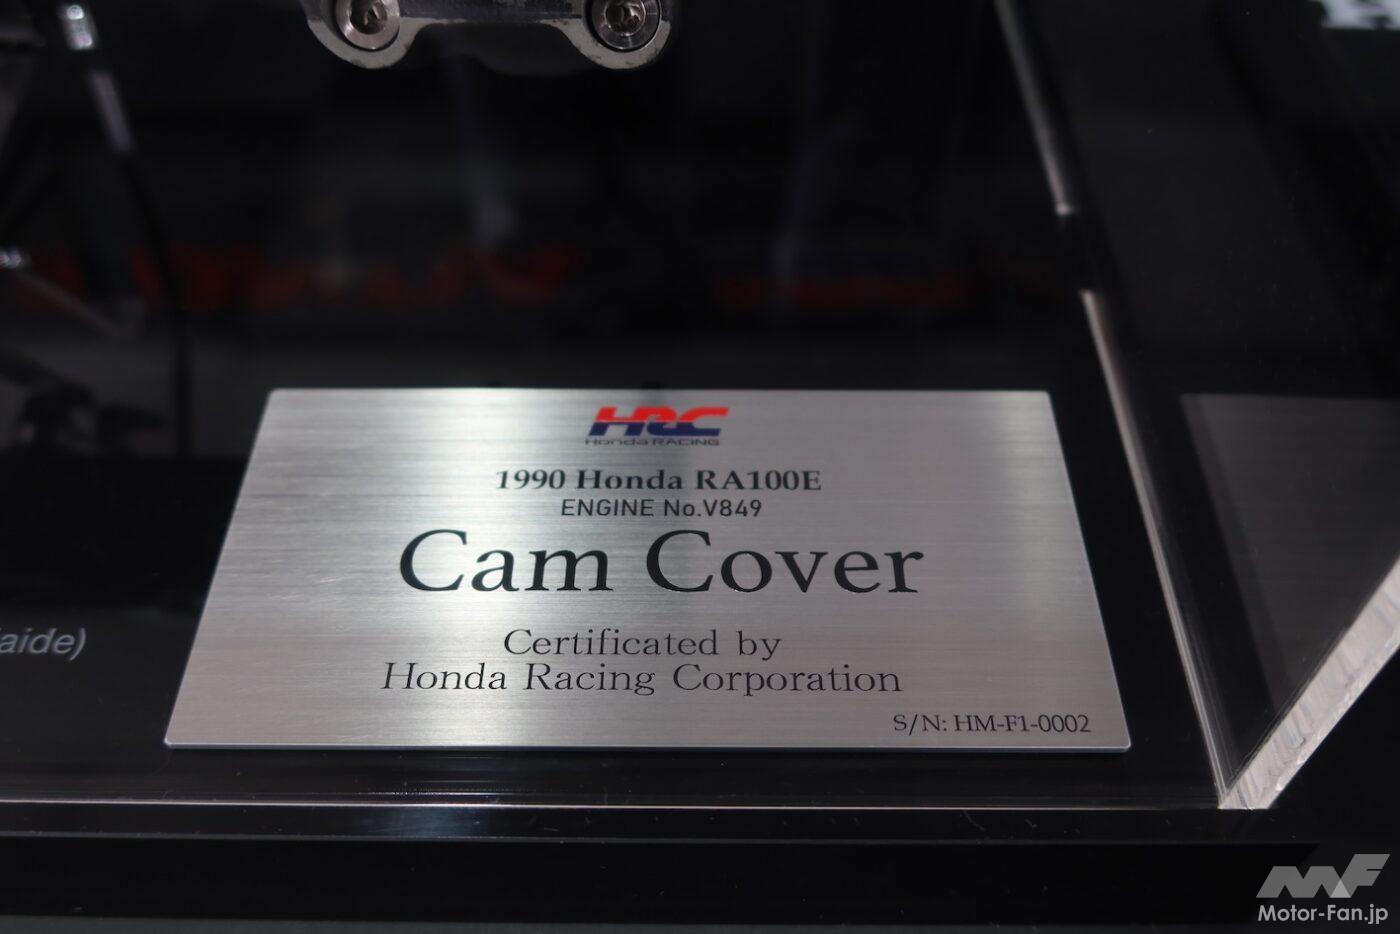 HRC
Honda RACING
1990 Honda RA100E
ENGINE No.V849
Cam Cover
Certificated by
Honda Racing Corporation
S/N: HM-F1-0002
aide)
MF
Motor-Fan.jp